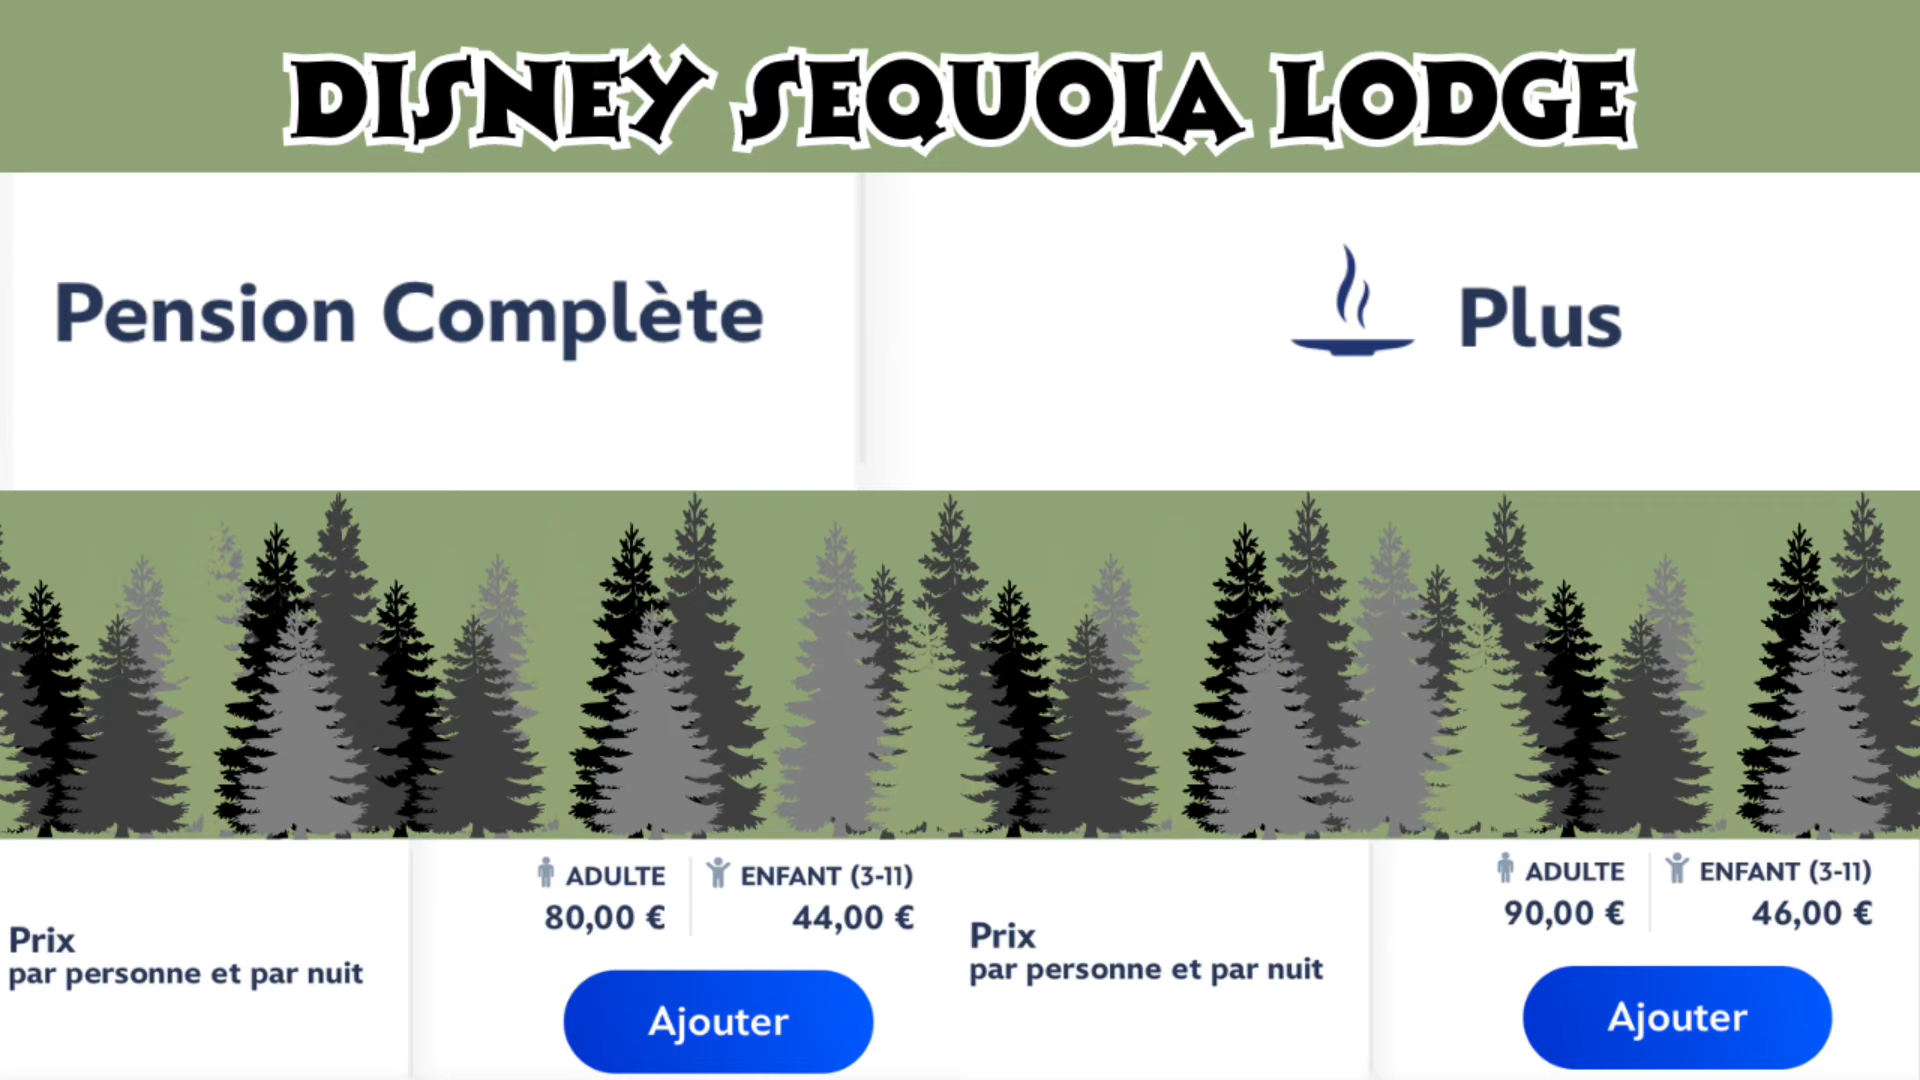 DISNEY SEQUOIA LODGE
Pension Complète
Plus
ADULTE
80,00 €
ENFANT (3-11)
44,00 €
Prix
par personne et par nuit
Ajouter
ADULTE
90,00 €
ENFANT (3-11)
46,00 €
Prix
par personne et par nuit
Ajouter